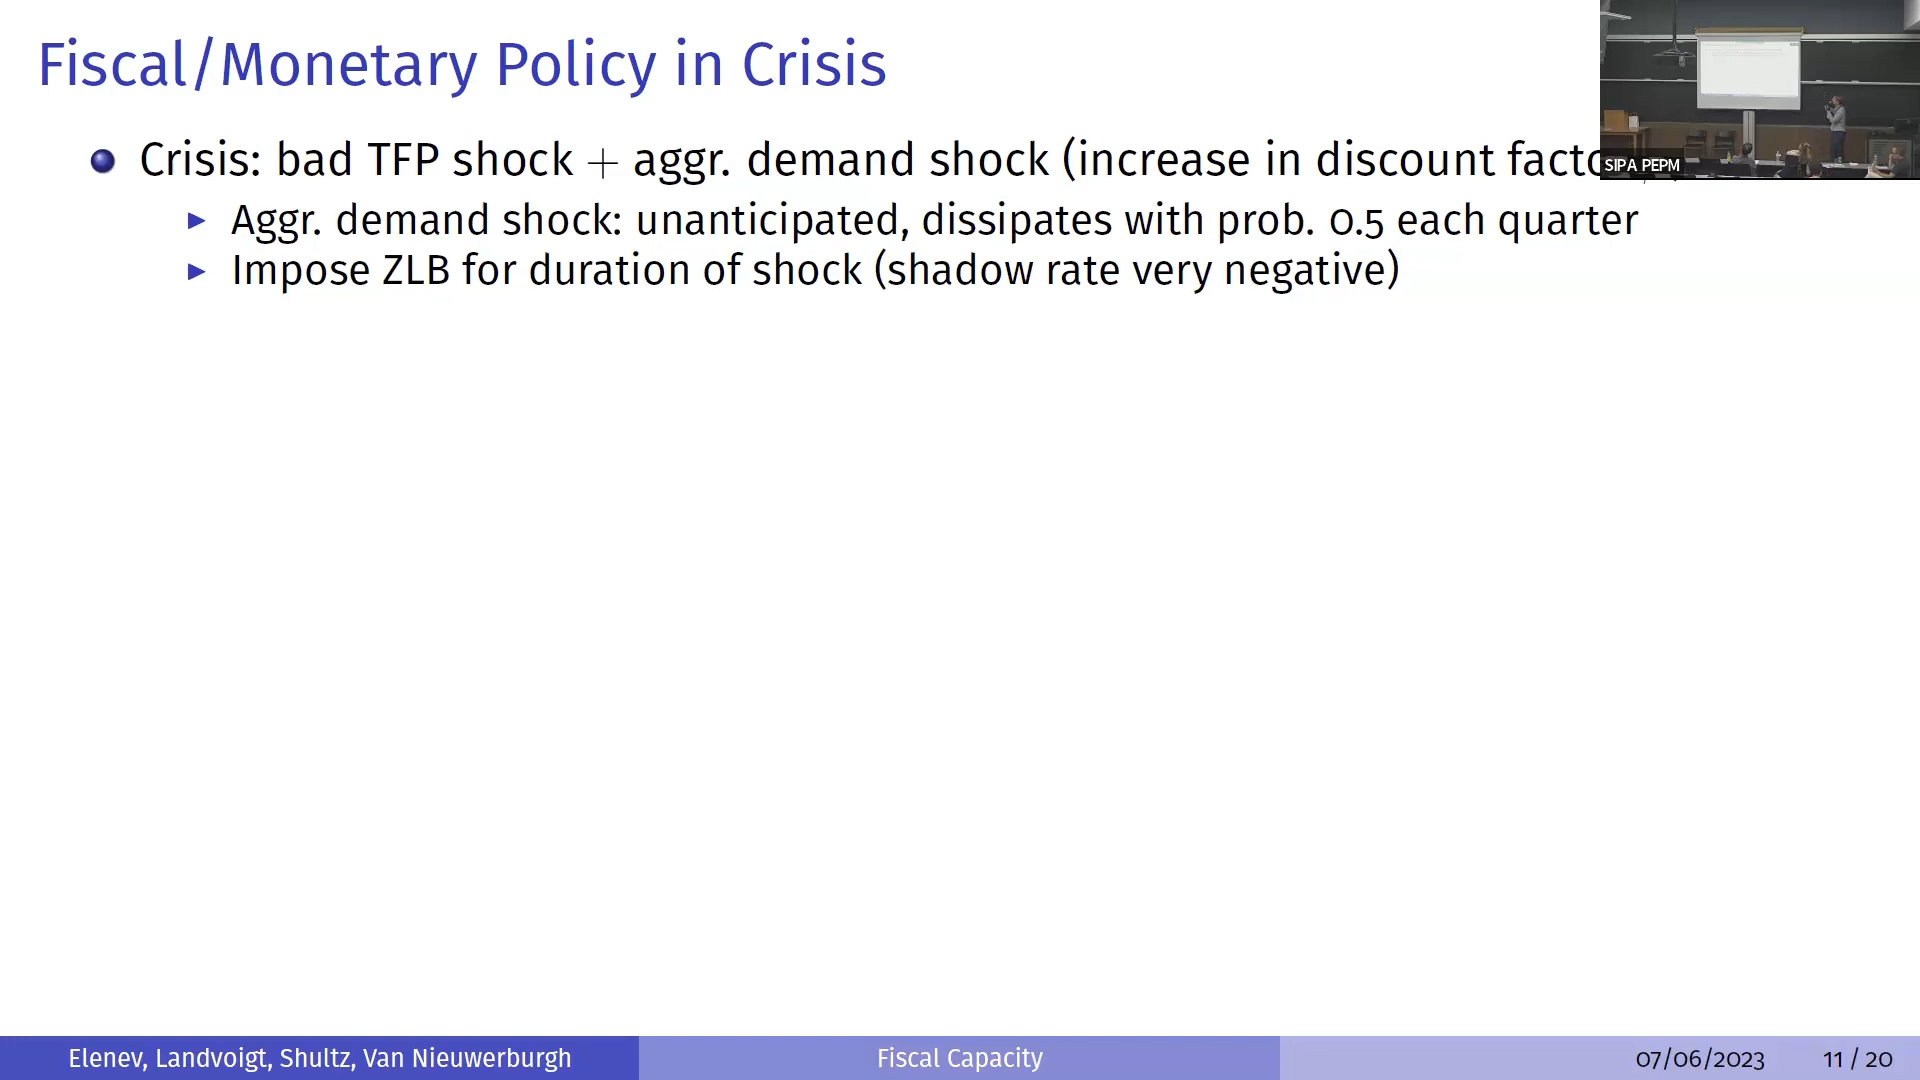 Fiscal/Monetary Policy in Crisis
Crisis: bad TFP shock + aggr. demand shock (increase in discount
Aggr. demand shock: unanticipated, dissipates with prob. 0.5 each quarter
Impose ZLB for duration of shock (shadow rate very negative)
SIPA PEPM
Elenev, Landvoigt, Shultz, Van Nieuwerburgh Fiscal Capacity 07/06/2023 11 / 20